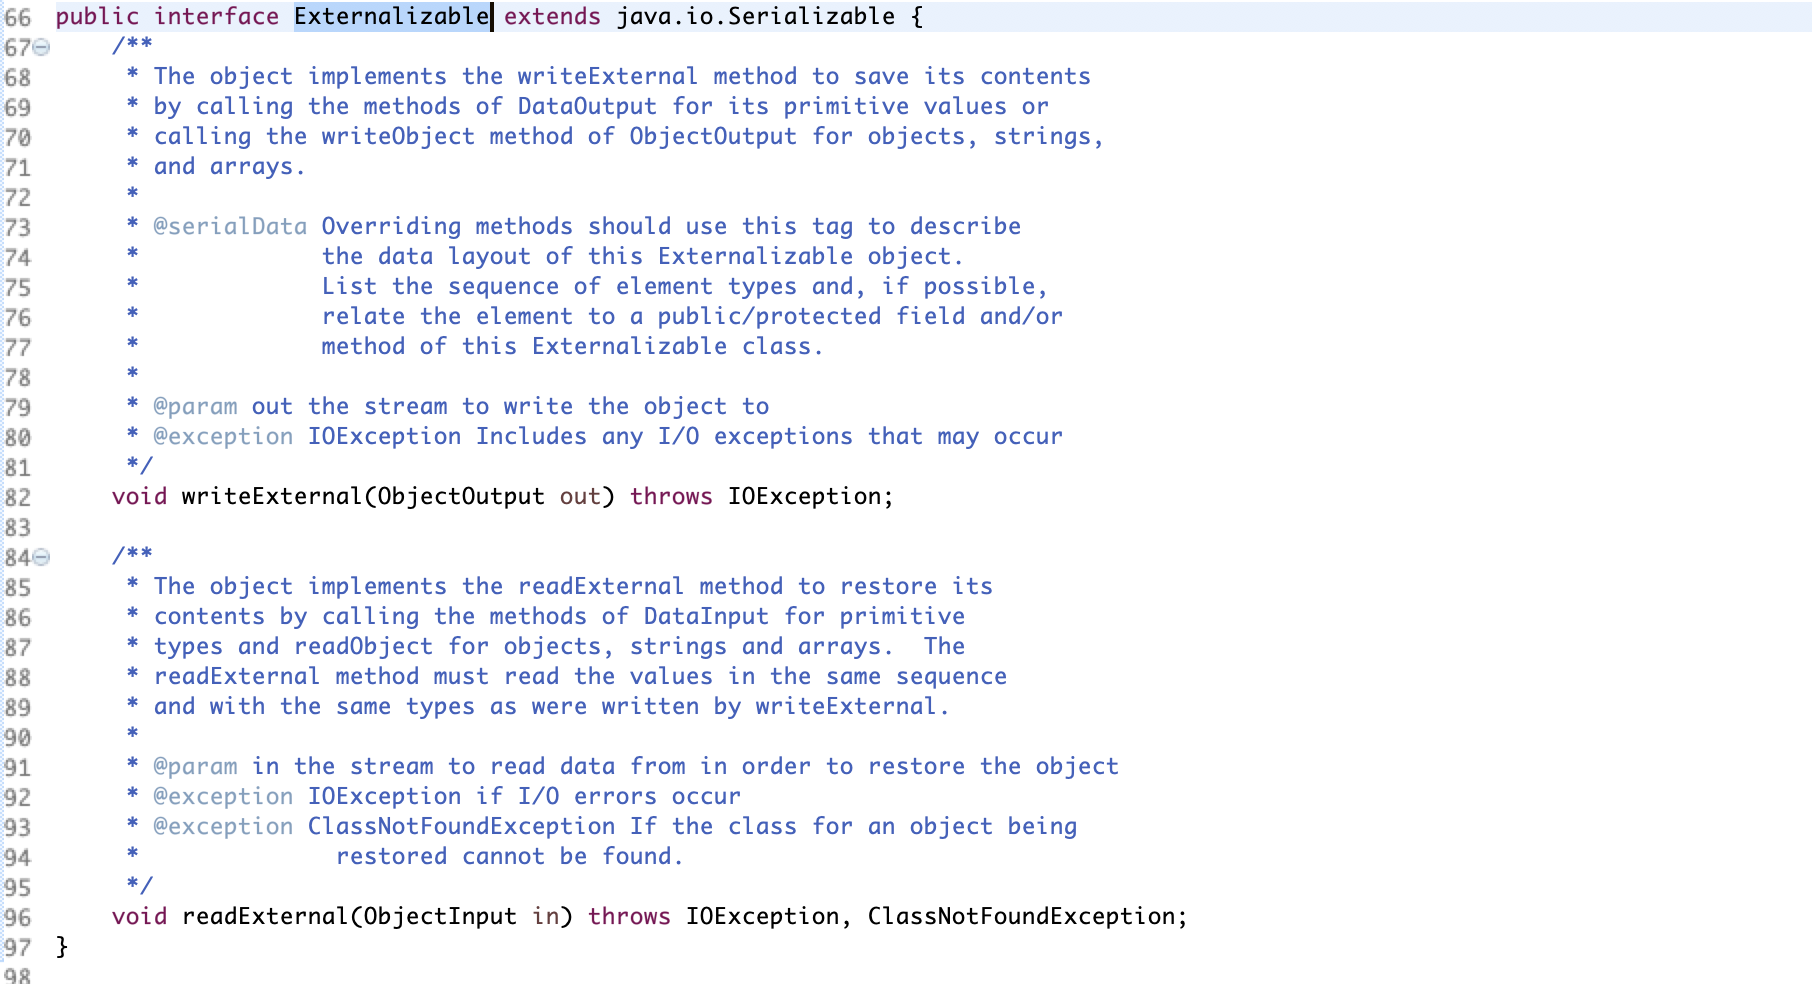 66 public interface Externalizable extends java.io.Serializable {
67 /**
68 * The object implements the writeExternal method to save its contents
69 * by calling the methods of DataOutput for its primitive values or
70 * calling the writeObject method of ObjectOutput for objects, strings,
71 * and arrays.
72 *
73 * @serialData Overriding methods should use this tag to describe
74 * the data layout of this Externalizable object.
75 * List the sequence of element types and, if possible,
76 * relate the element to a public/protected field and/or
77 * method of this Externalizable class.
78 *
79 * @param out the stream to write the object to
80 * @exception IOException Includes any I/O exceptions that may occur
81 */
82 void writeExternal(ObjectOutput out) throws IOException;
83
84 /**
85 * The object implements the readExternal method to restore its
86 * contents by calling the methods of DataInput for primitive
87 * types and readObject for objects, strings and arrays.  The
88 * readExternal method must read the values in the same sequence
89 * and with the same types as were written by writeExternal.
90 *
91 * @param in the stream to read data from in order to restore the object
92 * @exception IOException if I/O errors occur
93 * @exception ClassNotFoundException If the class for an object being
94 * restored cannot be found.
95 */
96 void readExternal(ObjectInput in) throws IOException, ClassNotFoundException;
97 }
98